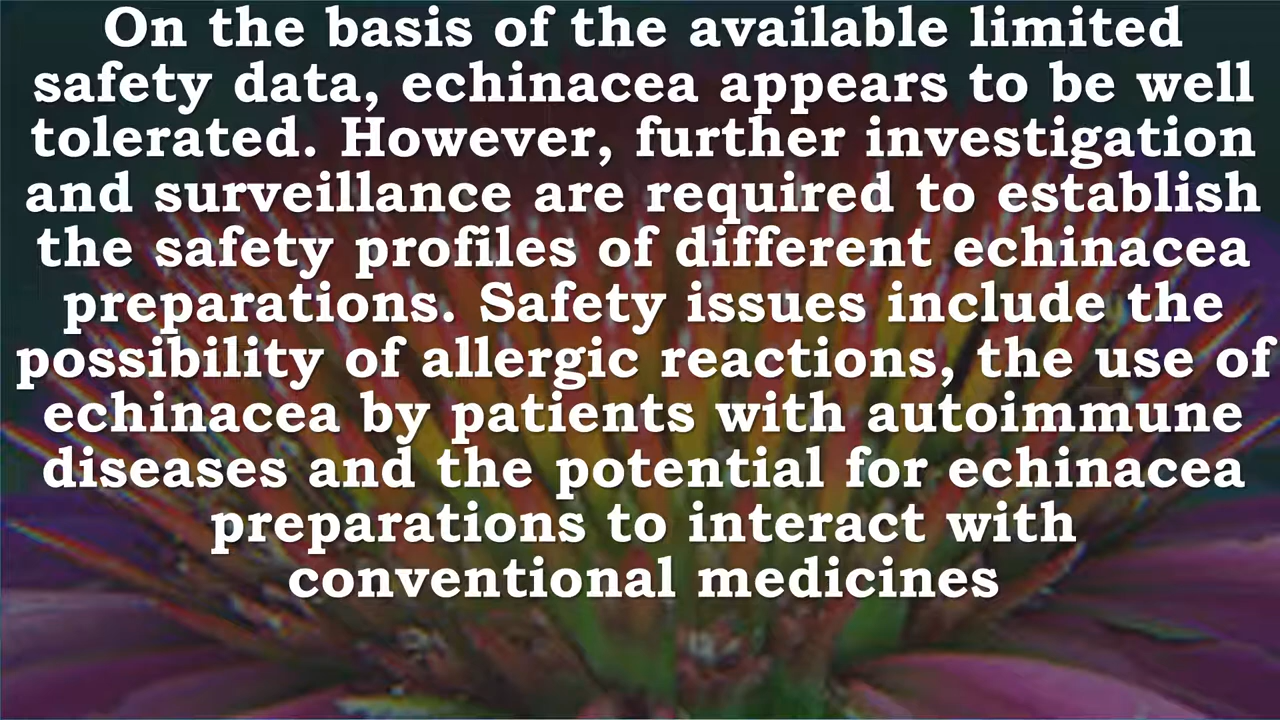 On the basis of the available limited
safety data, echinacea appears to be well
tolerated. However, further investigation
and surveillance are required to establish
the safety profiles of different echinacea
preparations. Safety issues include the
possibility of allergic reactions, the use of
echinacea by patients with autoimmune
diseases and the potential for echinacea
preparations to interact with
conventional medicines